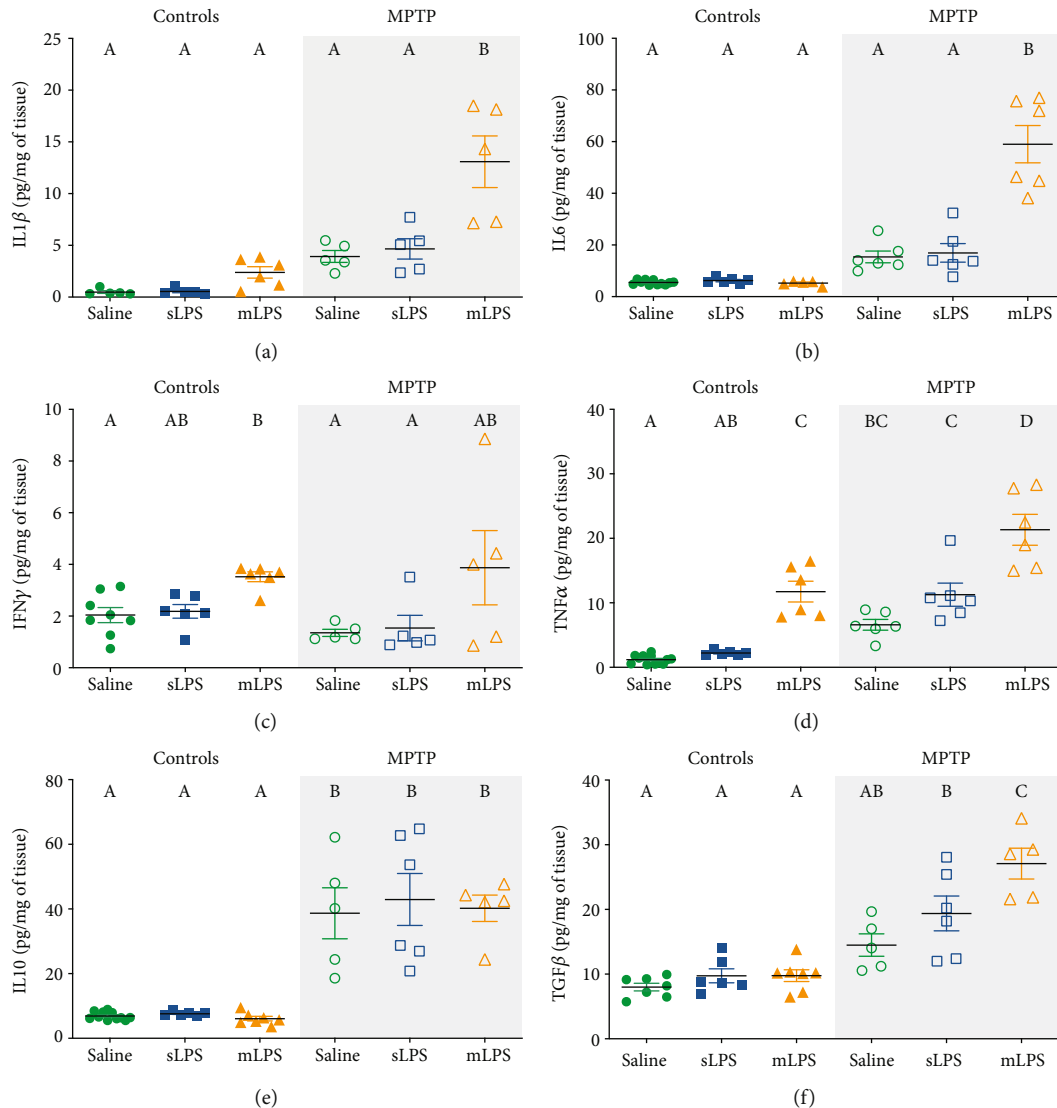 Controls MPTP
25
20
15
10
5
0
IL1β (pg/mg of tissue)
A A A A A B
Saline sLPS mLPS Saline sLPS mLPS
(a)
Controls MPTP
100
80
60
40
20
0
IL6 (pg/mg of tissue)
A A A A A B
Saline sLPS mLPS Saline sLPS mLPS
(b)
Controls MPTP
10
8
6
4
2
0
IFNγ (pg/mg of tissue)
A AB B A A AB
Saline sLPS mLPS Saline sLPS mLPS
(c)
Controls MPTP
40
30
20
10
0
TNFα (pg/mg of tissue)
A AB C BC C D
Saline sLPS mLPS Saline sLPS mLPS
(d)
Controls MPTP
80
60
40
20
0
IL10 (pg/mg of tissue)
A A A B B B
Saline sLPS mLPS Saline sLPS mLPS
(e)
Controls MPTP
40
30
20
10
0
TGFβ (pg/mg of tissue)
A A A AB B C
Saline sLPS mLPS Saline sLPS mLPS
(f)